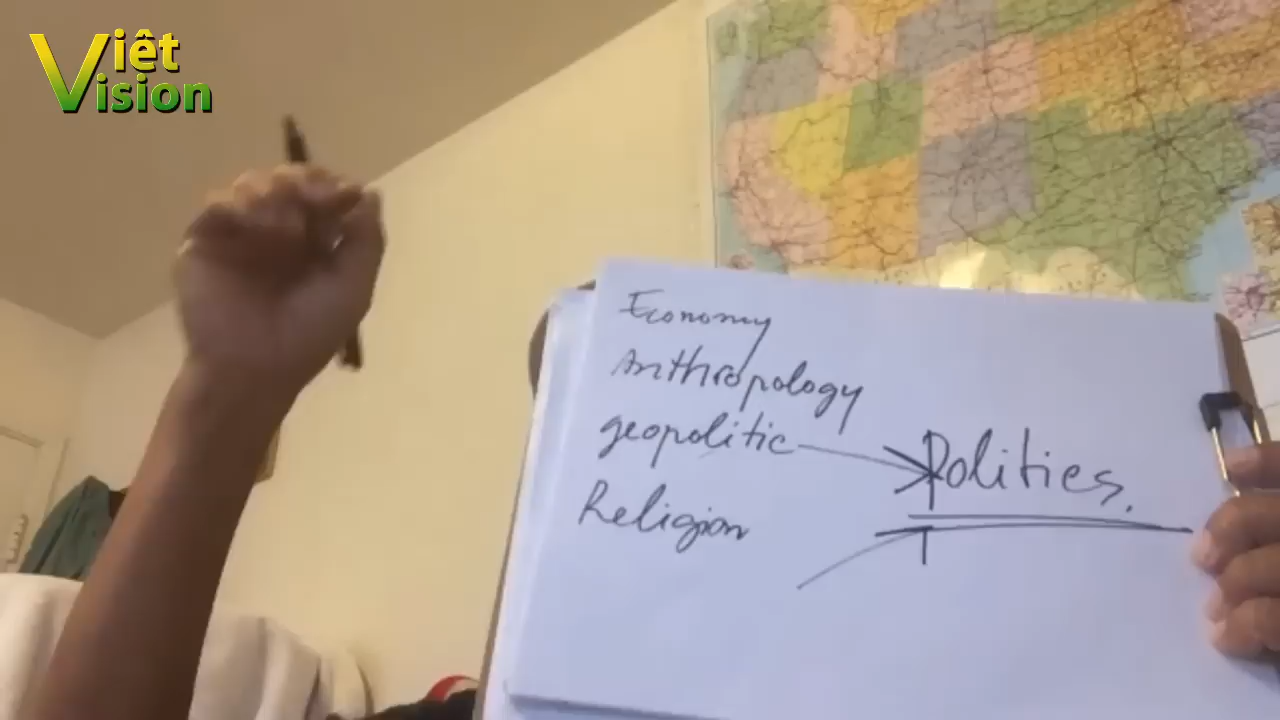 Việt
Vision
Economy
Anthropology
geopolitic
Politics.
Religion